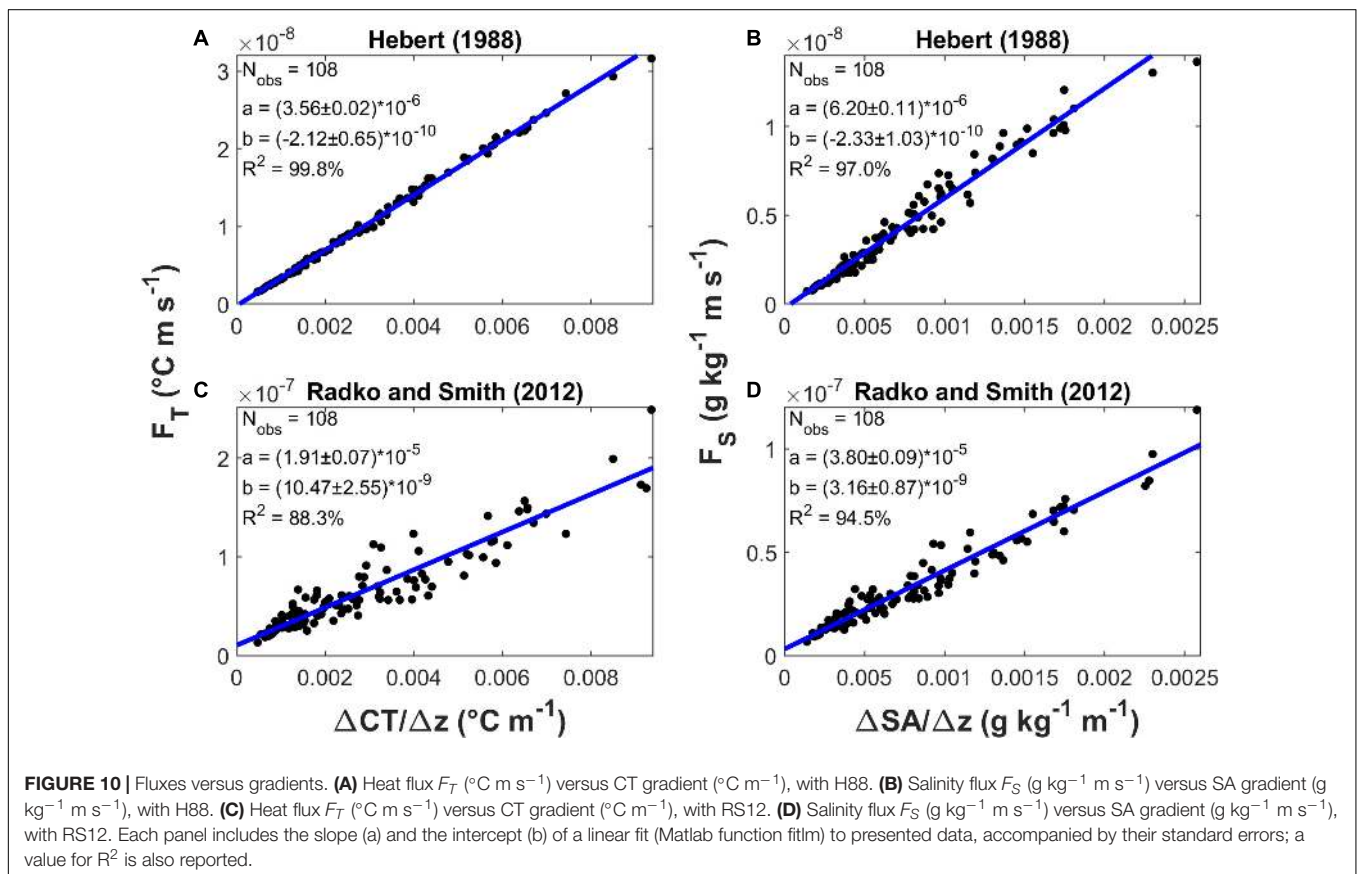 A
×10⁻⁸
Hebert (1988)
N_obs = 108
a = (3.56±0.02)*10⁻⁶
b = (-2.12±0.65)*10⁻¹⁰
R² = 99.8%
3
2
1
0
0 0.002 0.004 0.006 0.008
B
×10⁻⁸
Hebert (1988)
N_obs = 108
a = (6.20±0.11)*10⁻⁶
b = (-2.33±1.03)*10⁻¹⁰
R² = 97.0%
1
0.5
0
0 0.0005 0.001 0.0015 0.002 0.0025
F_T (°C m s⁻¹)
F_S (g kg⁻¹ m s⁻¹)
C
×10⁻⁷
Radko and Smith (2012)
N_obs = 108
a = (1.91±0.07)*10⁻⁵
b = (10.47±2.55)*10⁻⁹
R² = 88.3%
2
1
0
0 0.002 0.004 0.006 0.008
ΔCT/Δz (°C m⁻¹)
D
×10⁻⁷
Radko and Smith (2012)
N_obs = 108
a = (3.80±0.09)*10⁻⁵
b = (3.16±0.87)*10⁻⁹
R² = 94.5%
1
0.5
0
0 0.0005 0.001 0.0015 0.002 0.0025
ΔSA/Δz (g kg⁻¹ m⁻¹)
FIGURE 10 | Fluxes versus gradients. (A) Heat flux F_T (°C m s⁻¹) versus CT gradient (°C m⁻¹), with H88. (B) Salinity flux F_S (g kg⁻¹ m s⁻¹) versus SA gradient (g
kg⁻¹ m s⁻¹), with H88. (C) Heat flux F_T (°C m s⁻¹) versus CT gradient (°C m⁻¹), with RS12. (D) Salinity flux F_S (g kg⁻¹ m s⁻¹) versus SA gradient (g kg⁻¹ m s⁻¹),
with RS12. Each panel includes the slope (a) and the intercept (b) of a linear fit (Matlab function fitlm) to presented data, accompanied by their standard errors; a
value for R² is also reported.